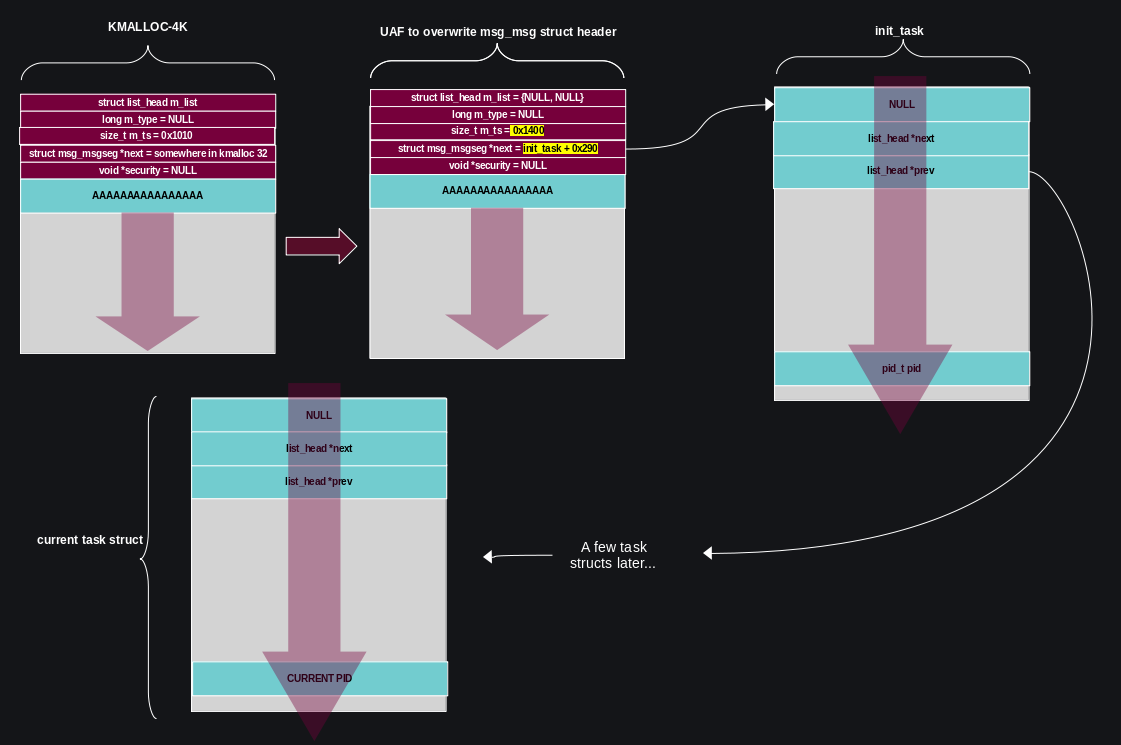 KMALLOC-4K
struct list_head m_list
long m_type = NULL
size_t m_ts = 0x1010
struct msg_msgseg *next = somewhere in kmalloc 32
void *security = NULL
AAAAAAAAAAAAAAAA
UAF to overwrite msg_msg struct header
struct list_head m_list = {NULL, NULL}
long m_type = NULL
size_t m_ts = 0x1400
struct msg_msgseg *next = init_task + 0x290
void *security = NULL
AAAAAAAAAAAAAAAA
init_task
NULL
list_head *next
list_head *prev
pid_t pid
current task struct
NULL
list_head *next
list_head *prev
CURRENT PID
A few task
structs later...